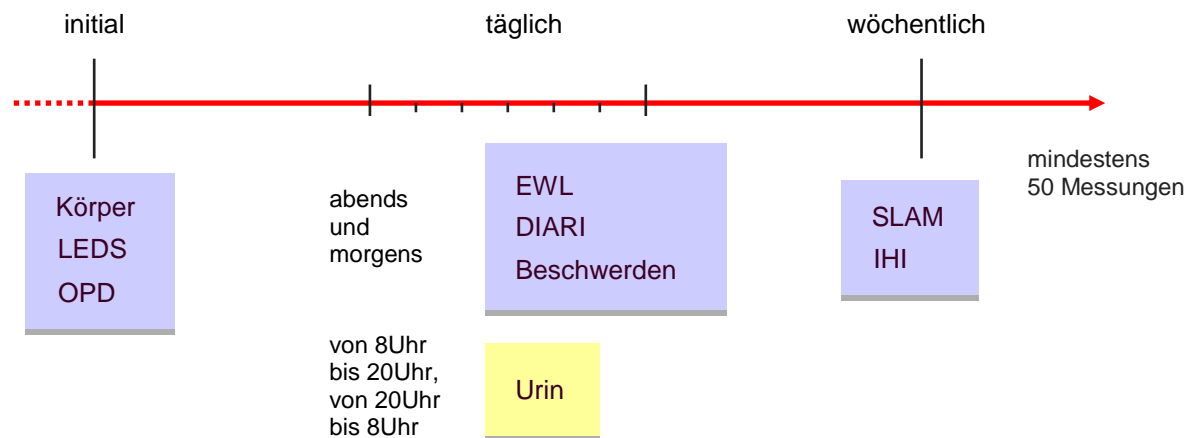 initial
täglich
wöchentlich
mindestens
50 Messungen
Körper
LEDS
OPD
abends
und
morgens
EWL
DIARI
Beschwerden
SLAM
IHI
von 8Uhr
bis 20Uhr,
von 20Uhr
bis 8Uhr
Urin